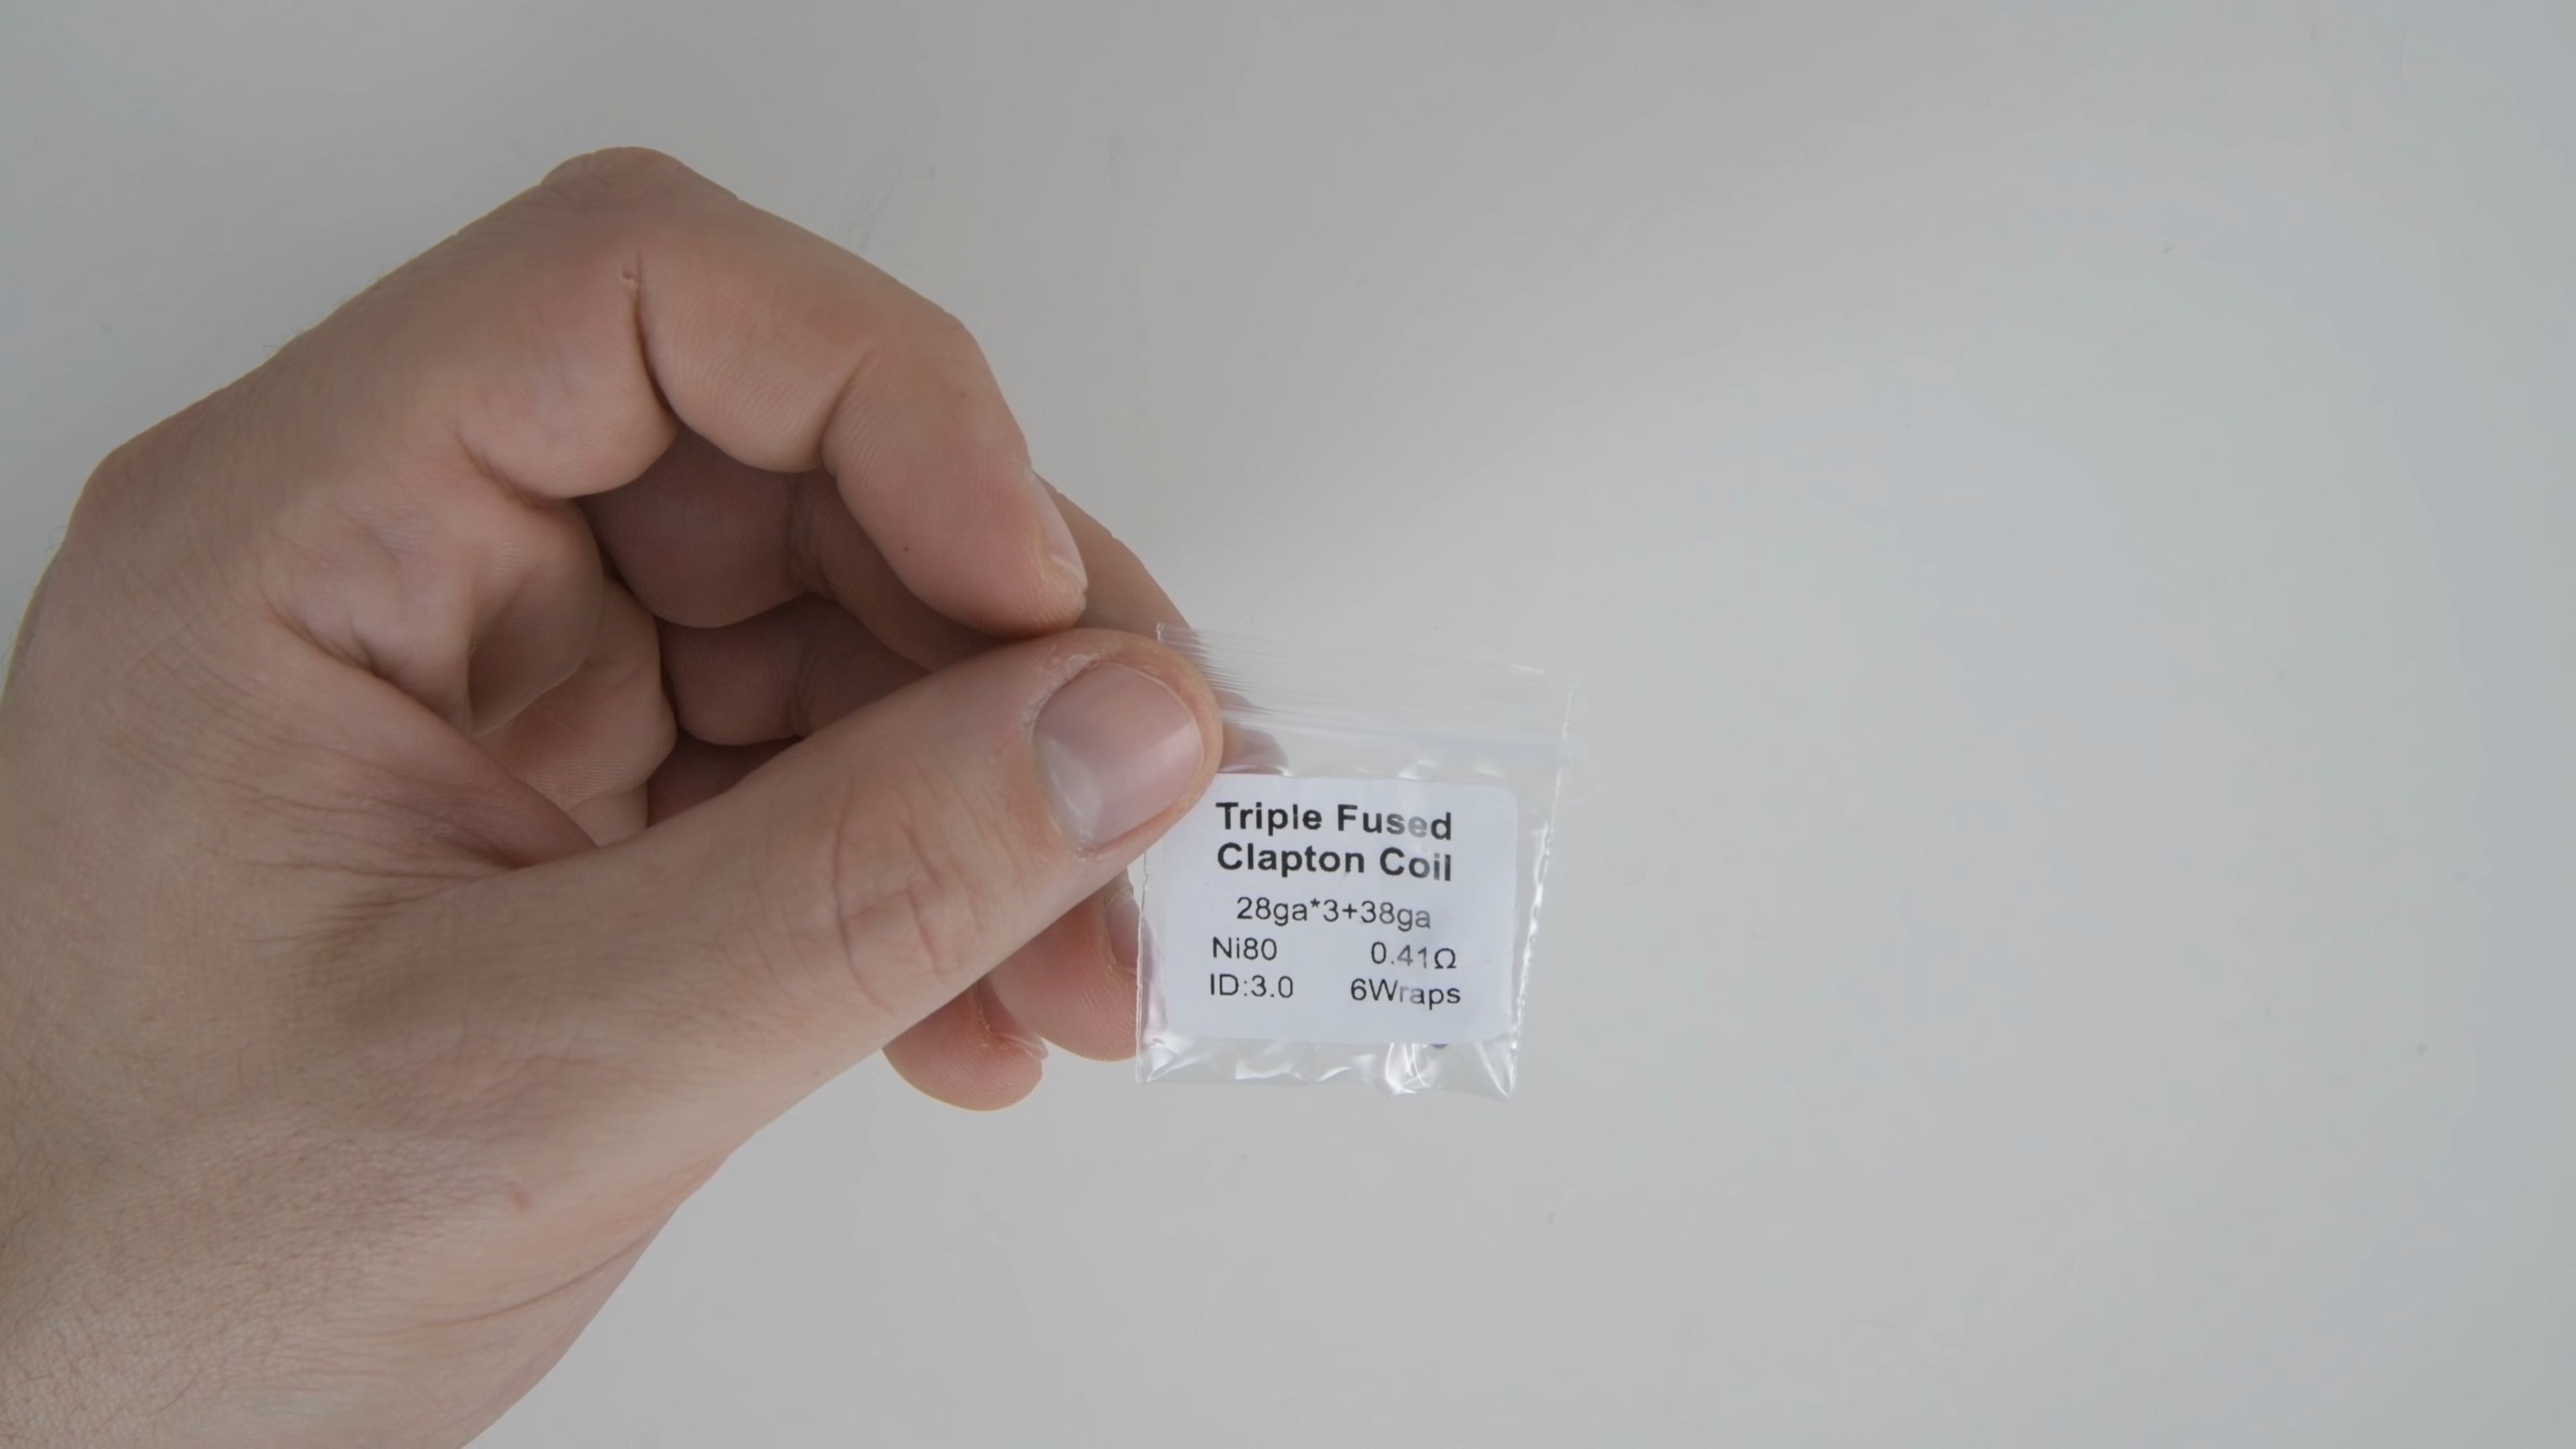 Triple Fused
Clapton Coil
28ga*3+38ga
Ni80 0.41Ω
ID:3.0 6Wraps